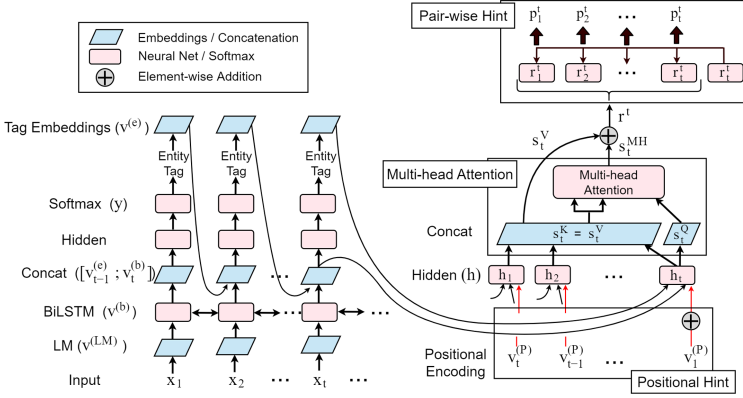 Pair-wise Hint
p₁ᵗ p₂ᵗ ... pₜᵗ
r₁ᵗ r₂ᵗ ... rₜᵗ rₜᵗ
Embeddings / Concatenation
Neural Net / Softmax
Element-wise Addition
rᵗ
sₜⱽ sₜᴹᴴ
Tag Embeddings (v⁽ᵉ⁾)
Entity Tag Entity Tag Entity Tag
Multi-head Attention
Multi-head
Attention
Softmax (y)
Concat
sₜᴷ = sₜⱽ sₜ^Q
Hidden
Concat ([vₜ₋₁⁽ᵉ⁾ ; vₜ⁽ᵇ⁾]) ...
Hidden (h) h₁ h₂ ... hₜ
BiLSTM (v⁽ᵇ⁾) ... ...
LM (v⁽ᴸᴹ⁾)
Positional
Encoding
vₜ⁽ᴾ⁾ vₜ₋₁⁽ᴾ⁾ ... v₁⁽ᴾ⁾
Input x₁ x₂ ... xₜ ...
Positional Hint